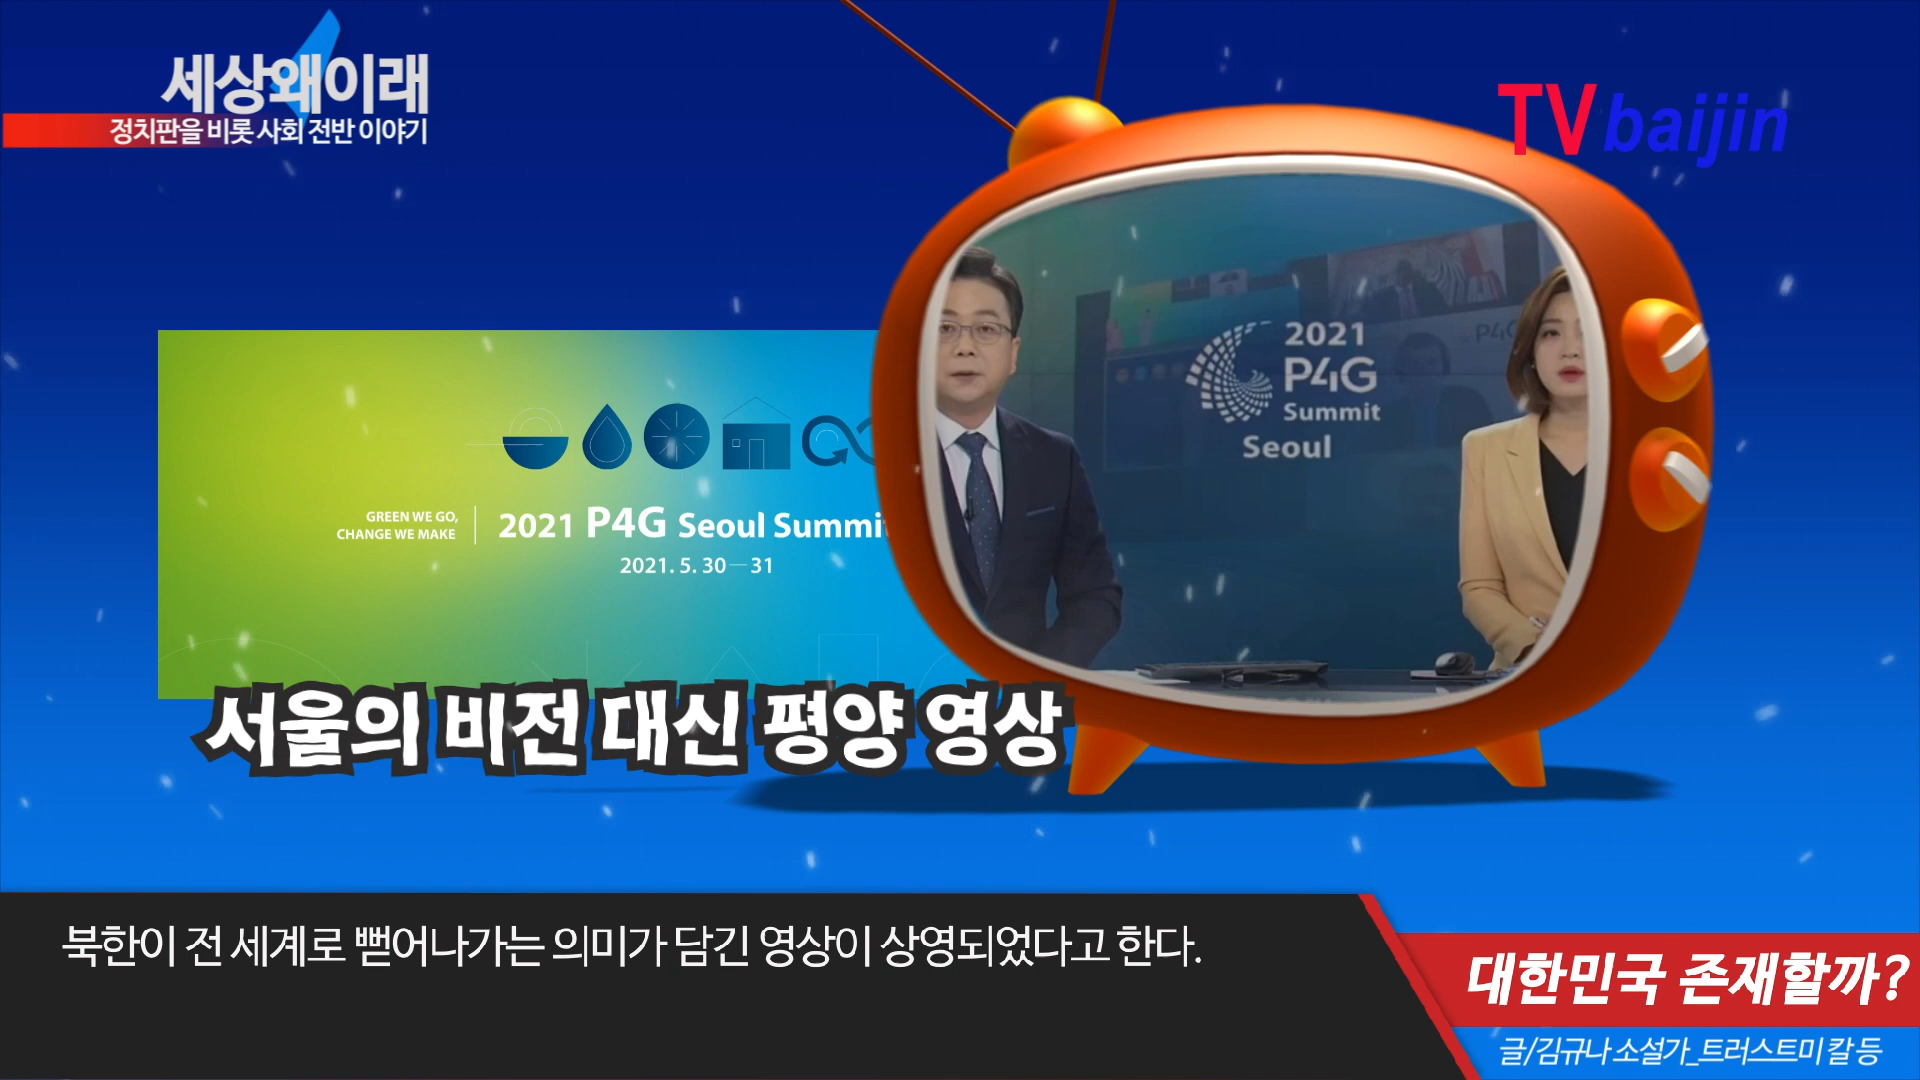 세상왜이래
정치판을 비롯 사회 전반 이야기
TV baijin
2021
P4G
Summit
Seoul
GREEN WE GO,
CHANGE WE MAKE
2021 P4G Seoul Summit
2021. 5. 30—31
서울의 비전 대신 평양 영상
북한이 전 세계로 뻗어나가는 의미가 담긴 영상이 상영되었다고 한다.
대한민국 존재할까?
글/김규나 소설가_트러스트미 칼 등